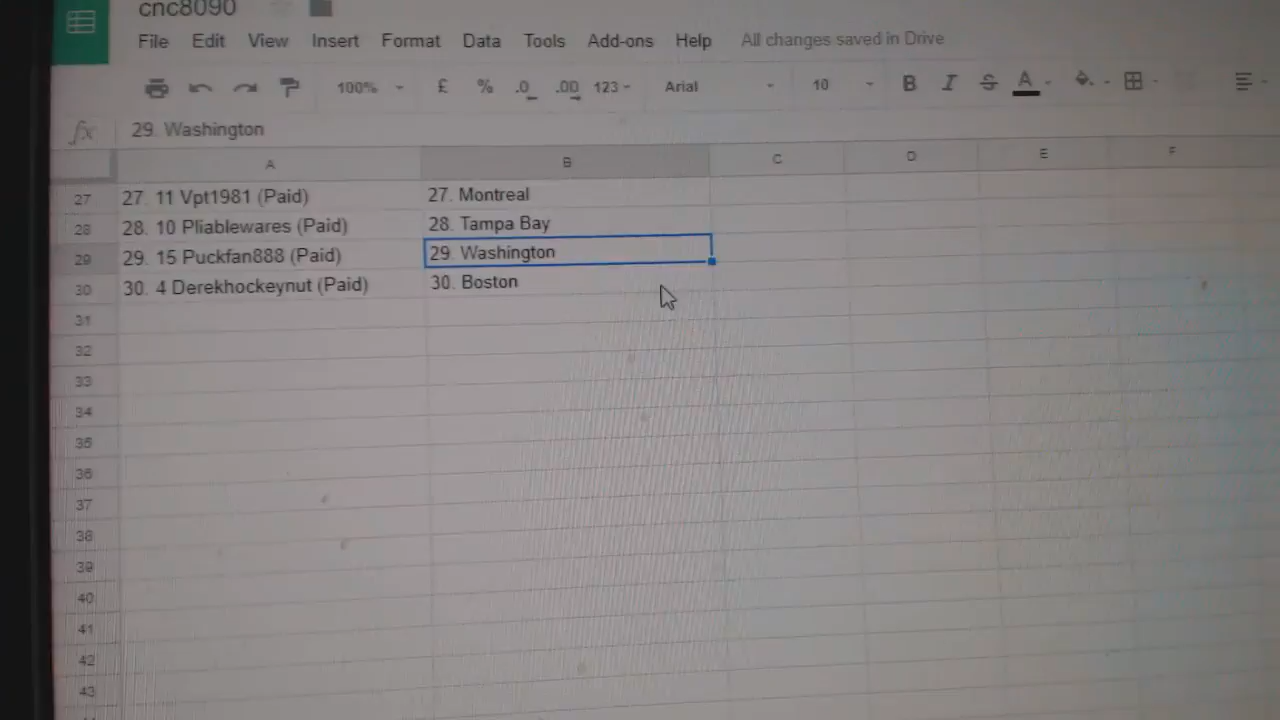 cnc8090
File Edit View Insert Format Data Tools Add-ons Help All changes saved in Drive
100% £ % .0 .00 123 Arial 10 B I S A
fx 29. Washington
A B C D E F
27 27. 11 Vpt1981 (Paid) 27. Montreal
28 28. 10 Pliablewares (Paid) 28. Tampa Bay
29 29. 15 Puckfan888 (Paid) 29. Washington
30 30. 4 Derekhockeynut (Paid) 30. Boston
31
32
33
34
35
36
37
38
39
40
41
42
43